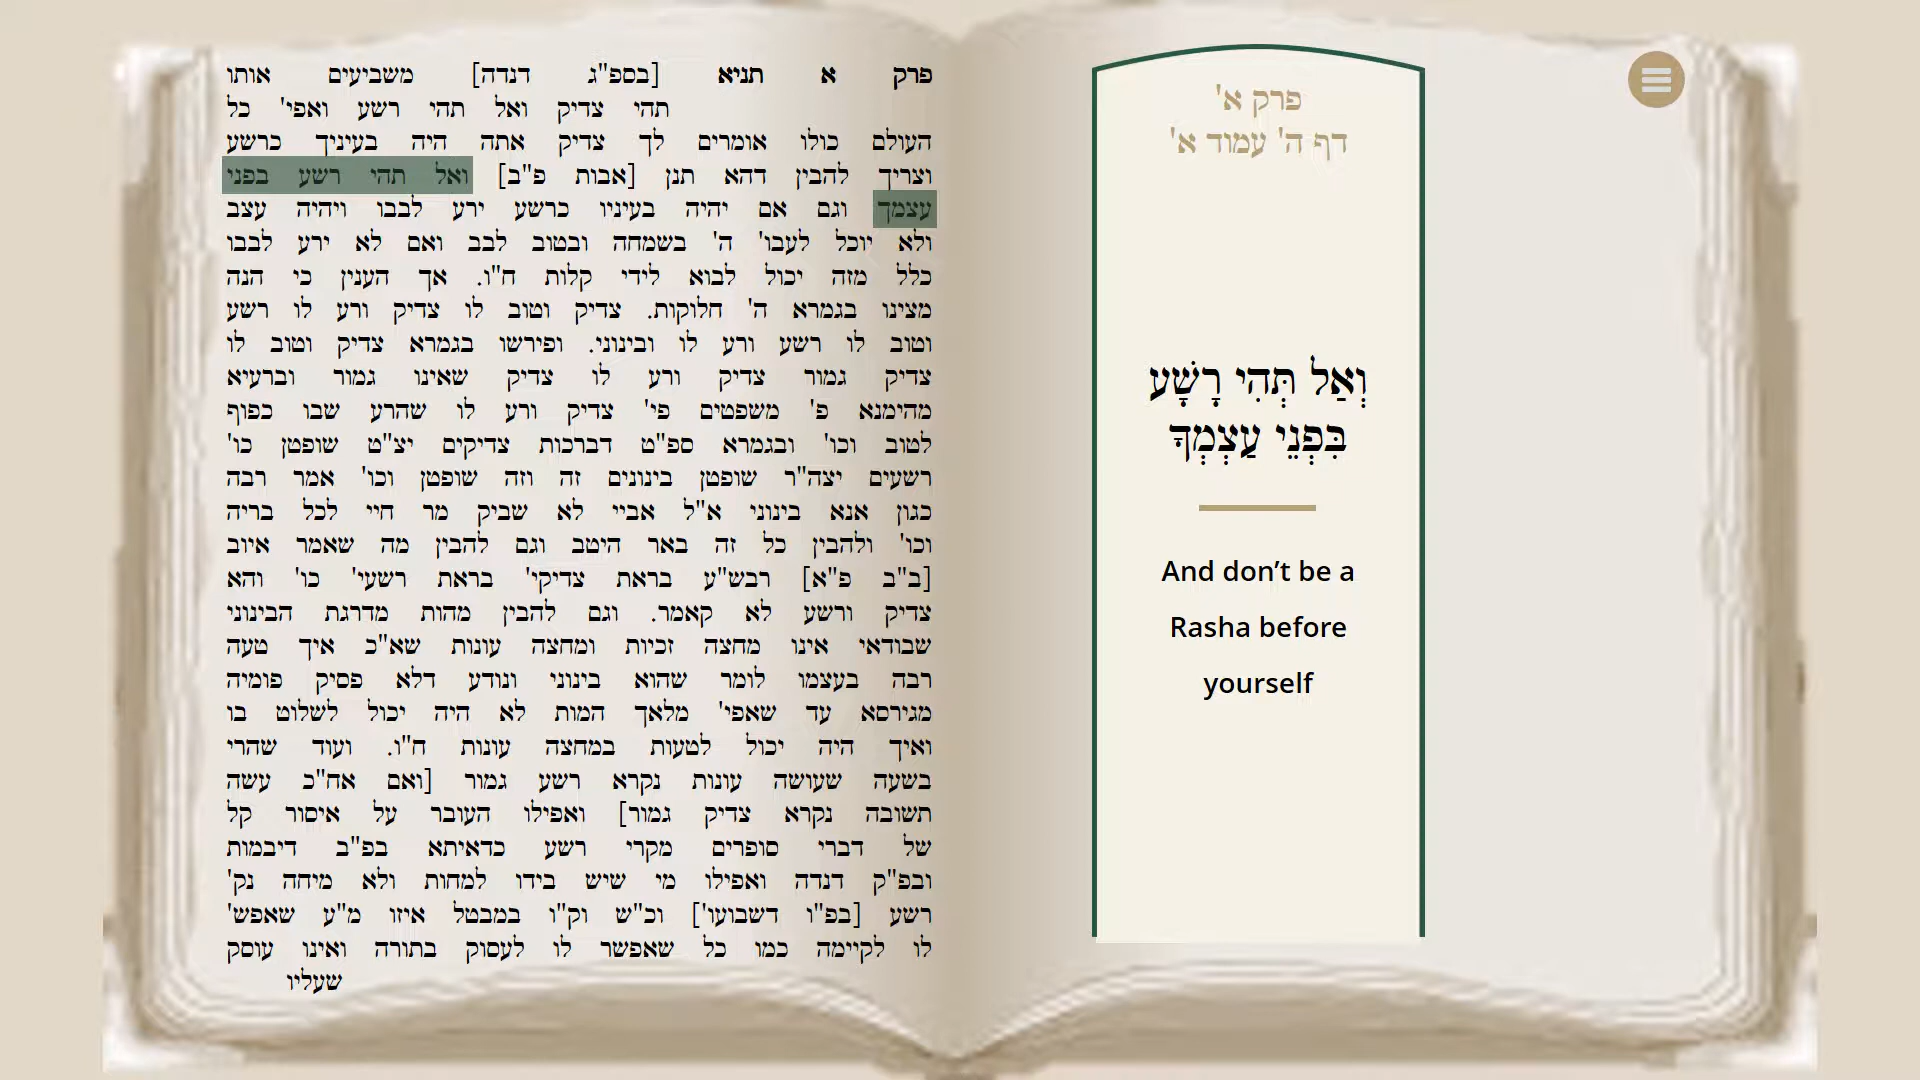 פרק א תניא [בספ"ג דנדה] משביעים אותו
תהי צדיק ואל תהי רשע ואפי' כל
העולם כולו אומרים לך צדיק אתה היה בעיניך כרשע
וצריך להבין דהא תנן [אבות פ"ב] ואל תהי רשע בפני
עצמך וגם אם יהיה בעיניו כרשע ירע לבבו ויהיה עצב
ולא יוכל לעבו' ה' בשמחה ובטוב לבב ואם לא ירע לבבו
כלל מזה יכול לבוא לידי קלות ח"ו. אך הענין כי הנה
מצינו בגמרא ה' חלוקות. צדיק וטוב לו צדיק ורע לו רשע
וטוב לו רשע ורע לו ובינוני. ופירשו בגמרא צדיק וטוב לו
צדיק גמור צדיק ורע לו צדיק שאינו גמור וברעיא
מהימנא פ' משפטים פי' צדיק ורע לו שהרע שבו כפוף
לטוב וכו' ובגמרא ספ"ט דברכות צדיקים יצ"ט שופטן כו'
רשעים יצה"ר שופטן בינונים זה וזה שופטן וכו' אמר רבה
כגון אנא בינוני א"ל אביי לא שביק מר חיי לכל בריה
וכו' ולהבין כל זה באר היטב וגם להבין מה שאמר איוב
[ב"ב פ"א] רבש"ע בראת צדיקי' בראת רשעי' כו' והא
צדיק ורשע לא קאמר. וגם להבין מהות מדרגת הבינוני
שבודאי אינו מחצה זכיות ומחצה עונות שא"כ איך טעה
רבה בעצמו לומר שהוא בינוני ונודע דלא פסיק פומיה
מגירסא עד שאפי' מלאך המות לא היה יכול לשלוט בו
ואיך היה יכול לטעות במחצה עונות ח"ו. ועוד שהרי
בשעה שעושה עונות נקרא רשע גמור [ואם אח"כ עשה
תשובה נקרא צדיק גמור] ואפילו העובר על איסור קל
של דברי סופרים מקרי רשע כדאיתא בפ"ב דיבמות
ובפ"ק דנדה ואפילו מי שיש בידו למחות ולא מיחה נק'
רשע [בפ"ו דשבועו'] וכ"ש וק"ו במבטל איזו מ"ע שאפש'
לו לקיימה כמו כל שאפשר לו לעסוק בתורה ואינו עוסק
שעליו
פרק א'
דף ה' עמוד א'
וְאַל תְּהִי רָשָׁע
בִּפְנֵי עַצְמְךָ
And don’t be a
Rasha before
yourself